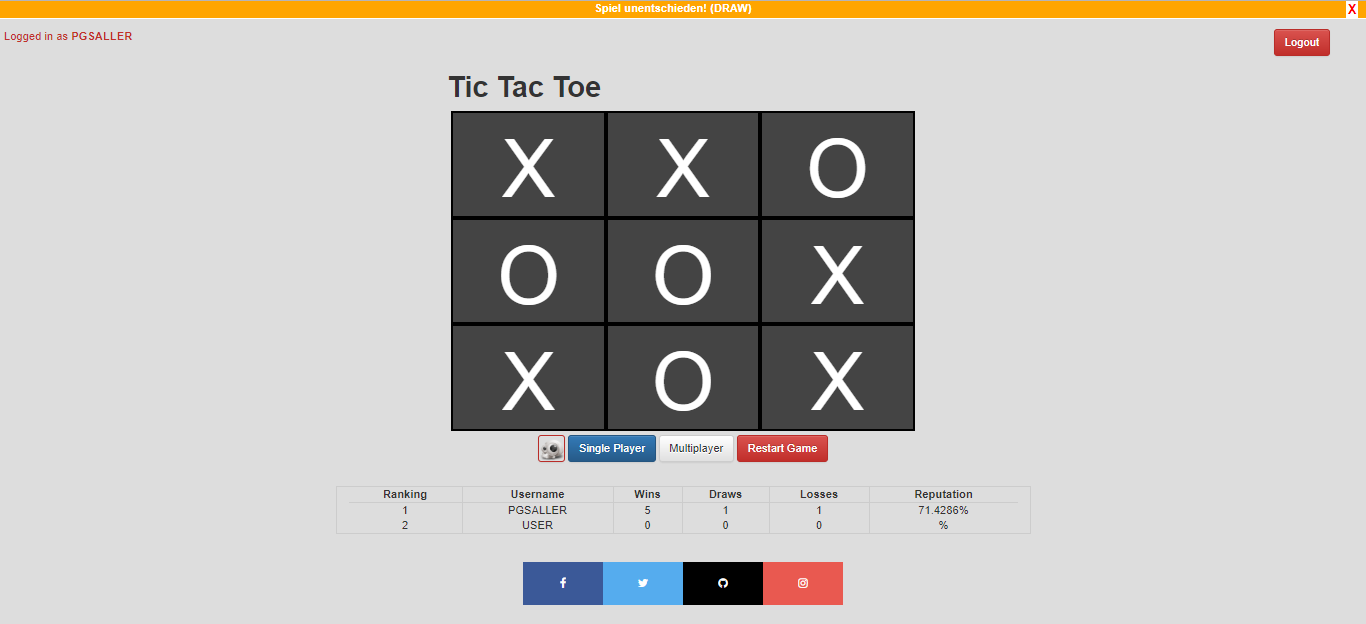 Spiel unentschieden! (DRAW) X
Logged in as PGSALLER
Logout
Tic Tac Toe
X X O
O O X
X O X
Single Player Multiplayer Restart Game
Ranking Username Wins Draws Losses Reputation
1 PGSALLER 5 1 1 71.4286%
2 USER 0 0 0 %